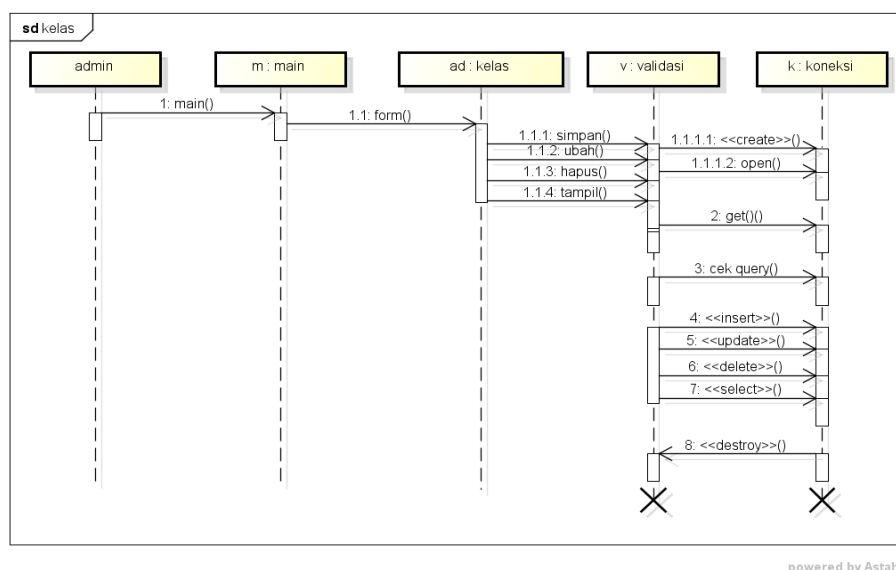 sd kelas
admin
m : main
ad : kelas
v : validasi
k : koneksi
1: main()
1.1: form()
1.1.1: simpan()
1.1.2: ubah()
1.1.3: hapus()
1.1.4: tampil()
1.1.1.1: <<create>>()
1.1.1.2: open()
2: get()()
3: cek query()
4: <<insert>>()
5: <<update>>()
6: <<delete>>()
7: <<select>>()
8: <<destroy>>()
powered by Astah